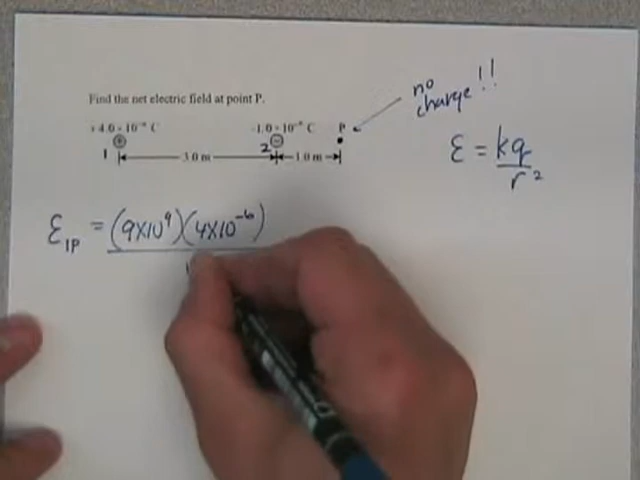 Find the net electric field at point P.
no charge!!
+4.0 × 10⁻⁶ C -1.0 × 10⁻⁶ C P
1 2
3.0 m 1.0 m
ℰ = kq / r²
ℰ₁P = (9×10⁹)(4×10⁻⁶)